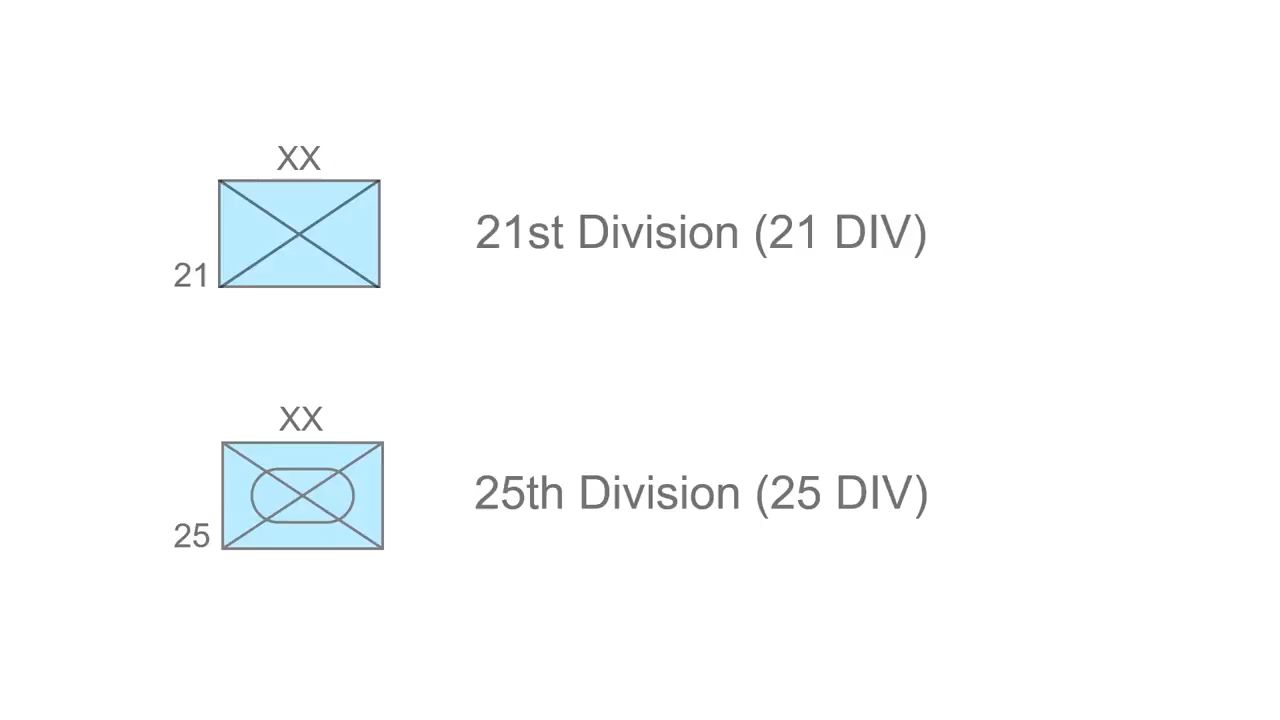 XX
21
21st Division (21 DIV)
XX
25
25th Division (25 DIV)